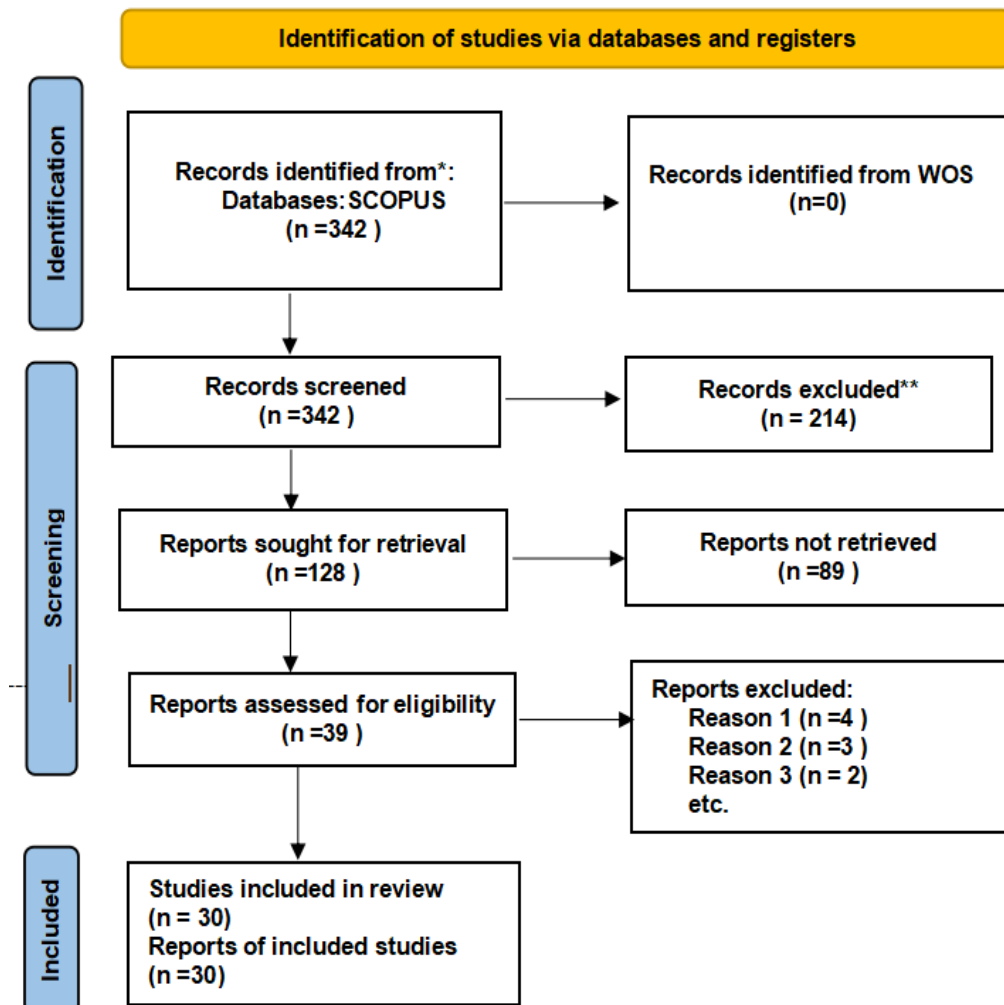 Identification of studies via databases and registers
Identification
Records identified from*:
Databases: SCOPUS
(n =342 )
Records identified from WOS
(n=0)
Screening
Records screened
(n =342 )
Records excluded**
(n = 214)
Reports sought for retrieval
(n =128 )
Reports not retrieved
(n =89 )
Reports assessed for eligibility
(n =39 )
Reports excluded:
Reason 1 (n =4 )
Reason 2 (n =3 )
Reason 3 (n = 2)
etc.
Included
Studies included in review
(n = 30)
Reports of included studies
(n =30)